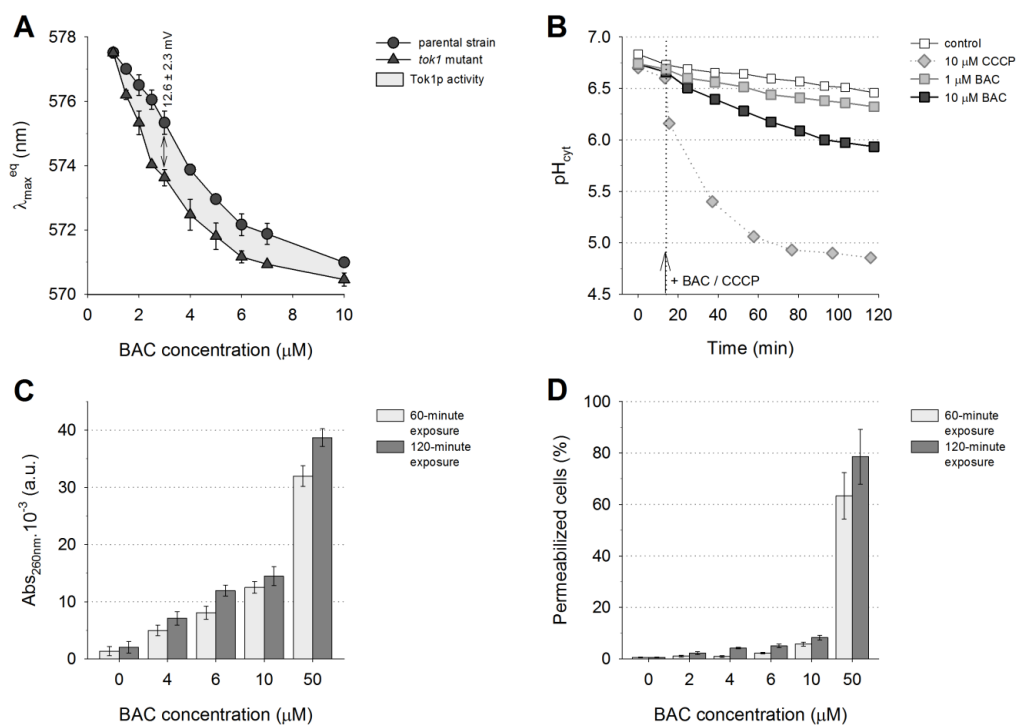 A
578
576
574
572
570
λmax^eq (nm)
12.6 ± 2.3 mV
0 2 4 6 8 10
BAC concentration (μM)
parental strain
tok1 mutant
Tok1p activity
B
7.0
6.5
6.0
5.5
5.0
4.5
pHcyt
+ BAC / CCCP
0 20 40 60 80 100 120
Time (min)
control
10 μM CCCP
1 μM BAC
10 μM BAC
C
40
30
20
10
0
Abs260nm·10-3 (a.u.)
0 4 6 10 50
BAC concentration (μM)
60-minute
exposure
120-minute
exposure
D
100
80
60
40
20
0
Permeabilized cells (%)
0 2 4 6 10 50
BAC concentration (μM)
60-minute
exposure
120-minute
exposure